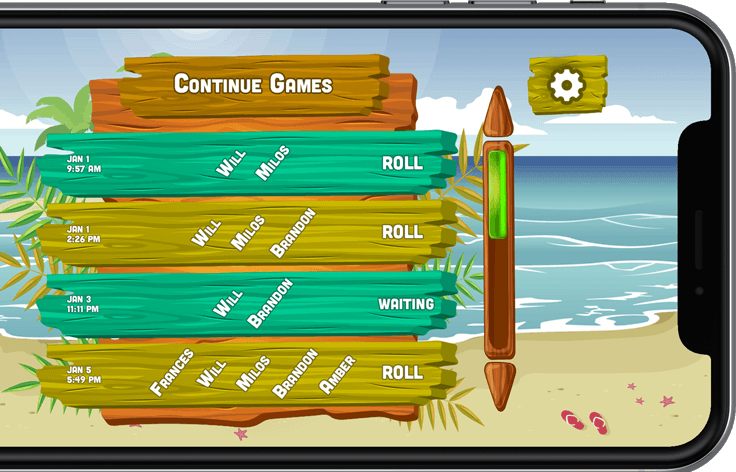 Continue Games
JAN 1
9:57 AM
Will
Milos
ROLL
JAN 1
2:26 PM
Will
Milos
Brandon
ROLL
JAN 3
11:11 PM
Will
Brandon
WAITING
JAN 5
5:49 PM
Frances
Will
Milos
Brandon
Amber
ROLL